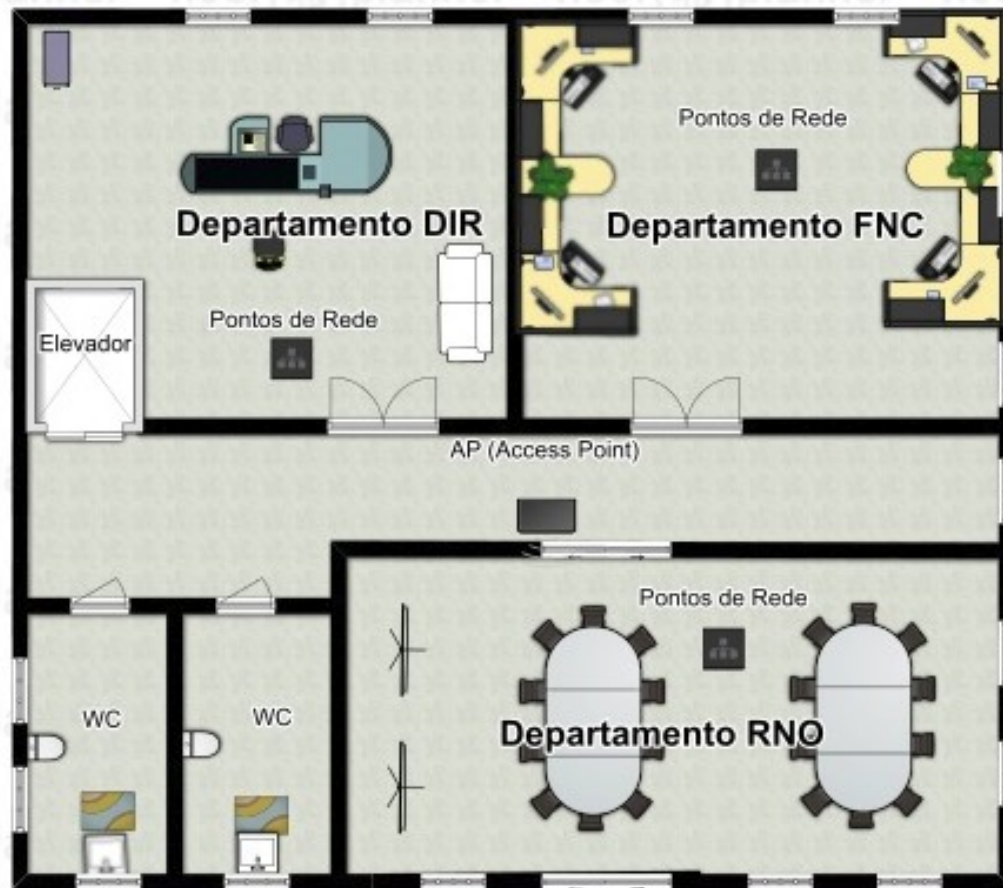 Pontos de Rede
Departamento DIR
Departamento FNC
Pontos de Rede
Elevador
AP (Access Point)
Pontos de Rede
WC
WC
Departamento RNO